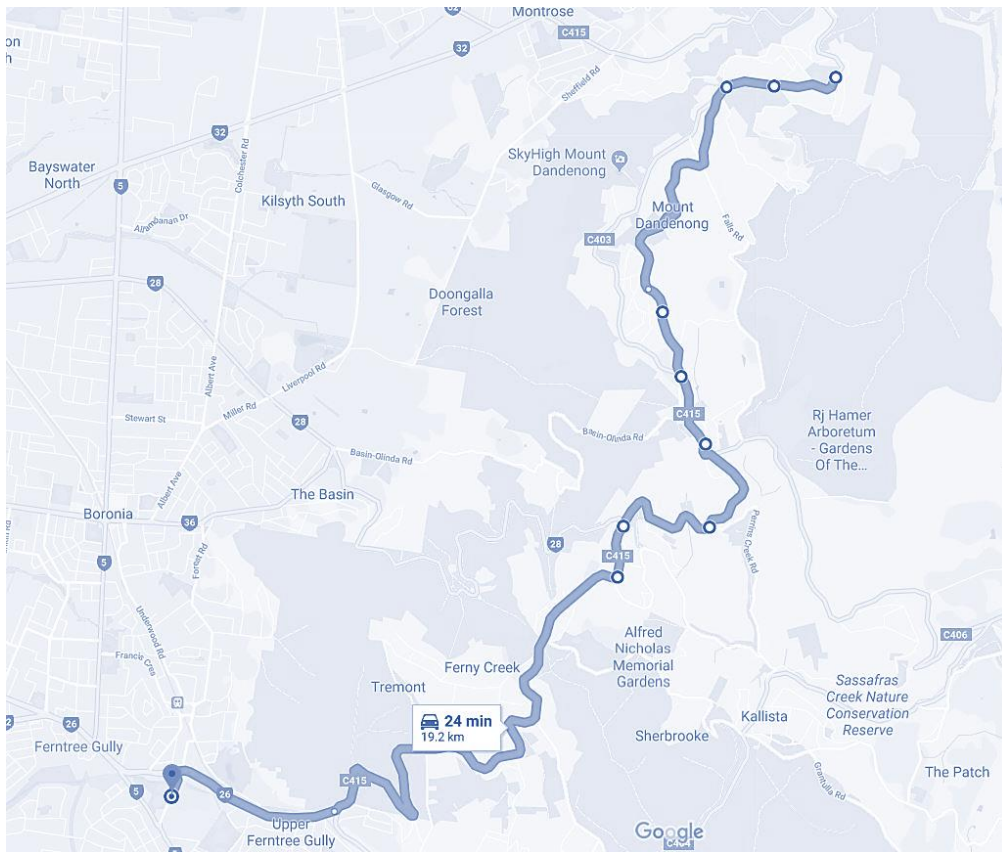 Montrose
32
C415
32
on
h
Sheffield Rd
32
Colchester Rd
Bayswater
North
5
SkyHigh Mount
Dandenong
Kilsyth South
Glasgow Rd
Mount
Dandenong
Falls Rd
C403
28
Doongalla
Forest
Albert Ave
Liverpool Rd
Miller Rd
Stewart St
28
C415
Basin-Olinda Rd
Rj Hamer
Arboretum
- Gardens
Of The...
Basin-Olinda Rd
Albert Ave
The Basin
Boronia
36
Forest Rd
28
C415
Perrins Creek Rd
5
Underwood Rd
Francis Cres
Alfred
Nicholas
Memorial
Gardens
C406
Ferny Creek
Tremont
Sassafras
Creek Nature
Conservation
Reserve
24 min
19.2 km
Kallista
Sherbrooke
26
Ferntree Gully
5
26
C415
Grantulla Rd
The Patch
Upper
Ferntree Gully
Google